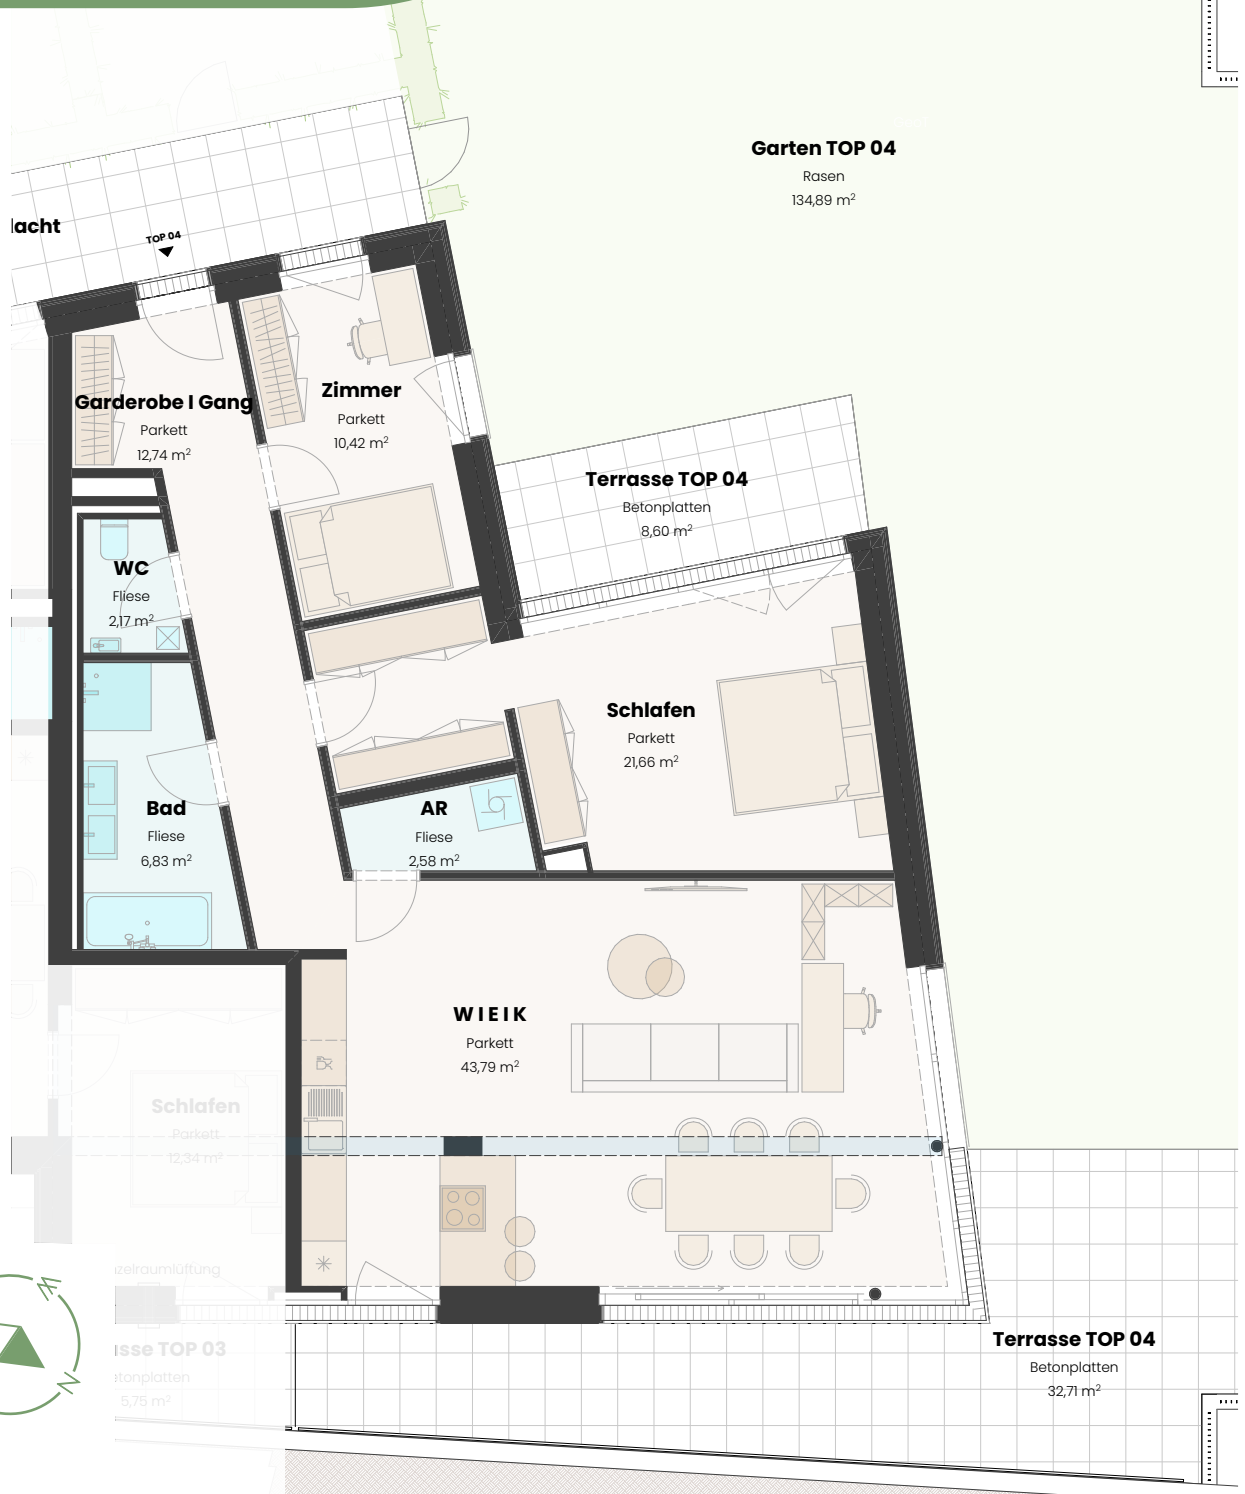 Garten TOP 04
Rasen
134,89 m²
lacht
TOP 04
Zimmer
Parkett
10,42 m²
Garderobe I Gang
Parkett
12,74 m²
Terrasse TOP 04
Betonplatten
8,60 m²
WC
Fliese
2,17 m²
Schlafen
Parkett
21,66 m²
Bad
Fliese
6,83 m²
AR
Fliese
2,58 m²
W I E I K
Parkett
43,79 m²
Schlafen
Parkett
12,34 m²
zelraumlüftung
W
N
sse TOP 03
tonplatten
5,75 m²
Terrasse TOP 04
Betonplatten
32,71 m²